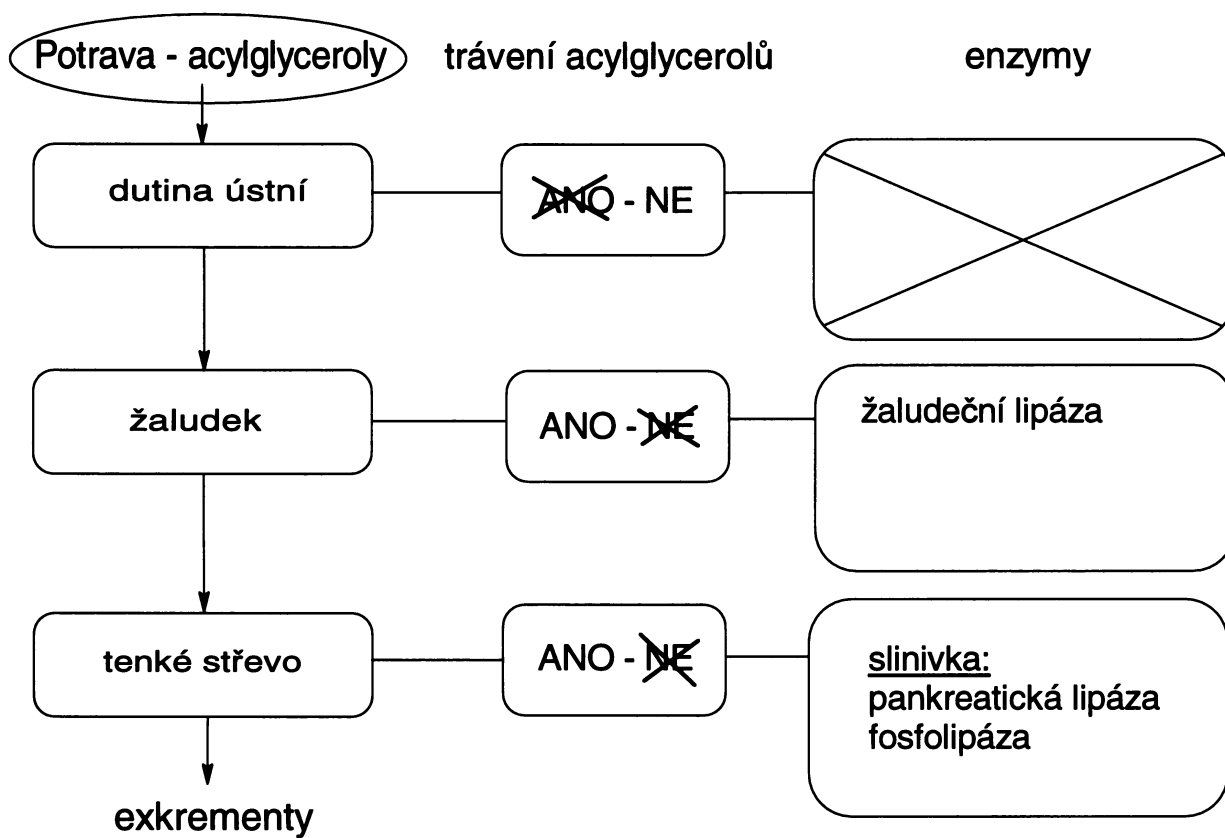 Potrava - acylglyceroly
trávení acylglycerolů
enzymy
dutina ústní
ANO - NE
žaludek
ANO - NE
žaludeční lipáza
tenké střevo
ANO - NE
slinivka:
pankreatická lipáza
fosfolipáza
exkrementy